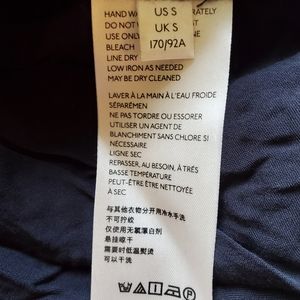 US S
UK S
170/92A
HAND WA RATELY
DO NOT
USE ONLY
BLEACH
LINE DRY
LOW IRON AS NEEDED
MAY BE DRY CLEANED
LAVER À LA MAIN À L'EAU FROIDE
SÉPARÉMEN
NE PAS TORDRE OU ESSORER
UTILISER UN AGENT DE
BLANCHIMENT SANS CHLORE SI
NÉCESSAIRE
LIGNE SEC
REPASSER, AU BESOIN, À TRÈS
BASSE TEMPÉRATURE
PEUT-ÊTRE ÊTRE NETTOYÉE
À SEC
与其他衣物分开用冷水手洗
不可拧绞
仅使用无氯漂白剂
悬挂晾干
需要时低温熨烫
可以干洗